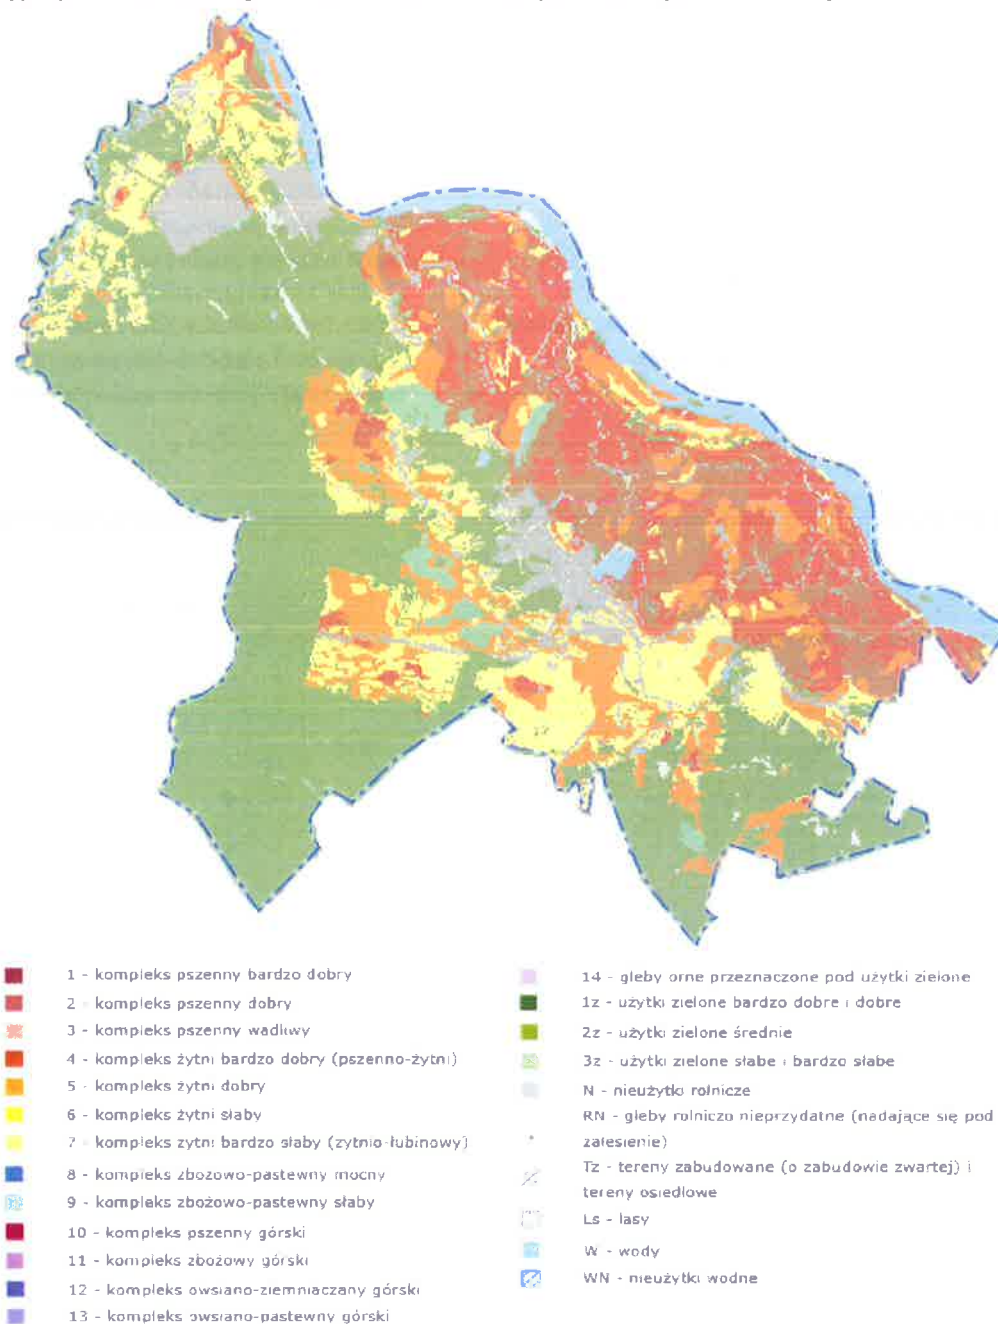 1 - kompleks pszenny bardzo dobry
2 - kompleks pszenny dobry
3 - kompleks pszenny wadliwy
4 - kompleks żytni bardzo dobry (pszenno-żytni)
5 - kompleks żytni dobry
6 - kompleks żytni słaby
7 - kompleks żytni bardzo słaby (żytnio-łubinowy)
8 - kompleks zbożowo-pastewny mocny
9 - kompleks zbożowo-pastewny słaby
10 - kompleks pszenny górski
11 - kompleks zbożowy górski
12 - kompleks owsiano-ziemniaczany górski
13 - kompleks owsiano-pastewny górski
14 - gleby orne przeznaczone pod użytki zielone
1z - użytki zielone bardzo dobre i dobre
2z - użytki zielone średnie
3z - użytki zielone słabe i bardzo słabe
N - nieużytki rolnicze
RN - gleby rolniczo nieprzydatne (nadające się pod
zalesienie)
Tz - tereny zabudowane (o zabudowie zwartej) i
tereny osiedlowe
Ls - lasy
W - wody
WN - nieużytki wodne